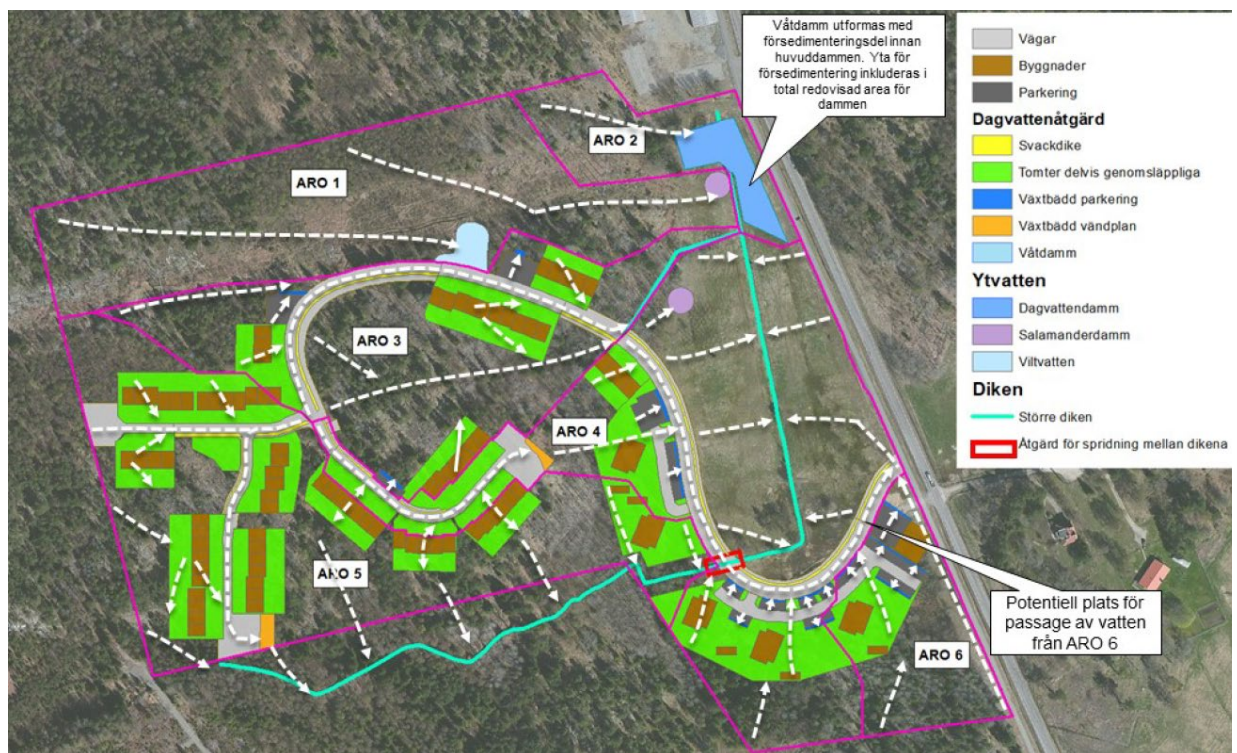 Våtdamm utformas med
försedimenteringsdel innan
huvuddammen. Yta för
försedimentering inkluderas i
total redovisad area för
dammen
ARO 1
ARO 2
ARO 3
ARO 4
ARO 5
ARO 6
Potentiell plats för
passage av vatten
från ARO 6
Vägar
Byggnader
Parkering
Dagvattenåtgärd
Svackdike
Tomter delvis genomsläppliga
Växtbädd parkering
Växtbädd vändplan
Våtdamm
Ytvatten
Dagvattendamm
Salamanderdamm
Viltvatten
Diken
Större diken
Åtgärd för spridning mellan dikena